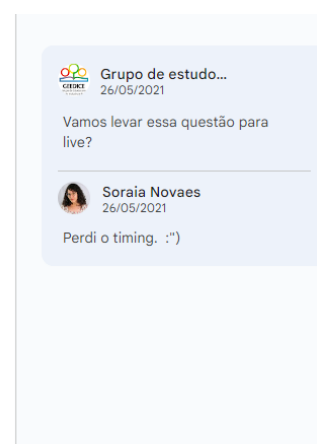 Grupo de estudo...
26/05/2021
Vamos levar essa questão para
live?
Soraia Novaes
26/05/2021
Perdi o timing.  :")